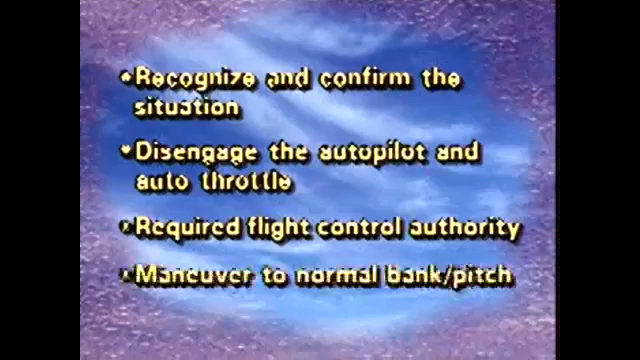 *Recognize and confirm the
situation
*Disengage the autopilot and
auto throttle
*Required flight control authority
*Maneuver to normal bank/pitch